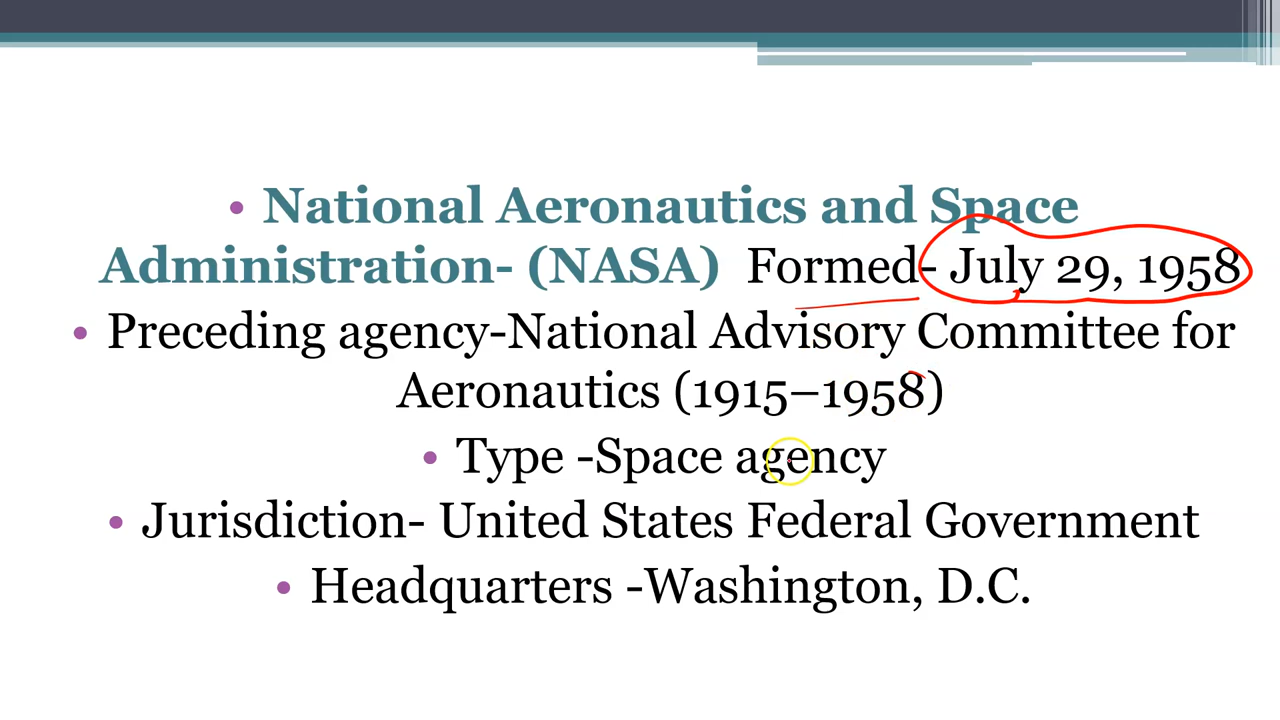 • National Aeronautics and Space
Administration- (NASA) Formed- July 29, 1958
• Preceding agency-National Advisory Committee for
Aeronautics (1915–1958)
• Type -Space agency
• Jurisdiction- United States Federal Government
• Headquarters -Washington, D.C.